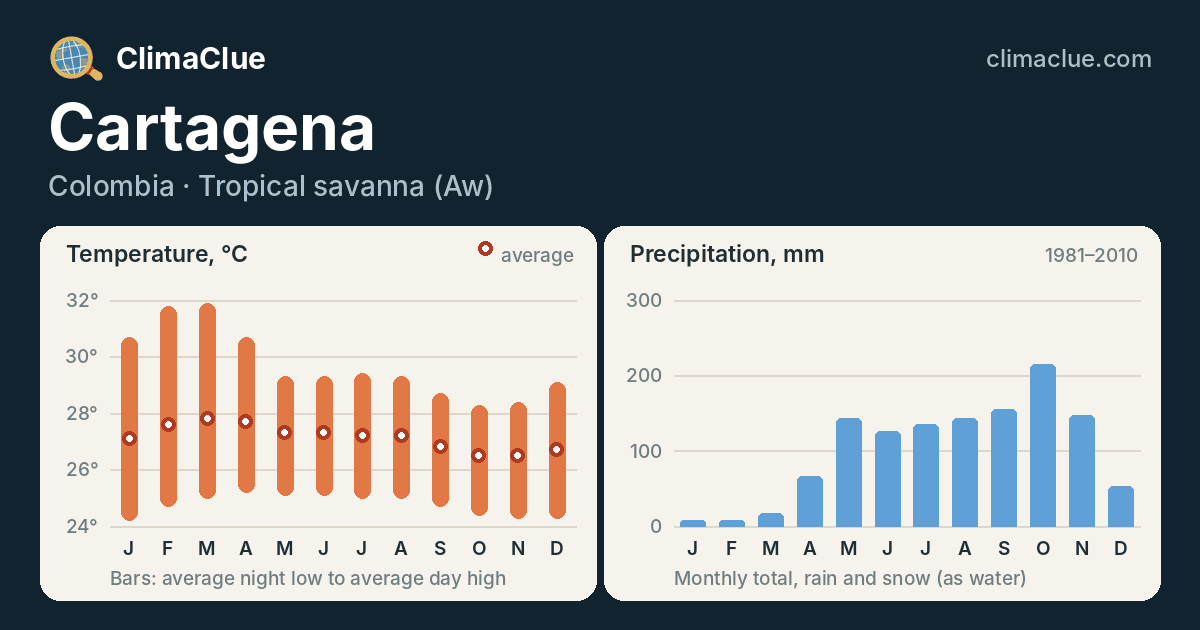 ClimaClue
climaclue.com
Cartagena
Colombia · Tropical savanna (Aw)
Temperature, °C
average
32°
30°
28°
26°
24°
J F M A M J J A S O N D
Bars: average night low to average day high
Precipitation, mm
1981–2010
300
200
100
0
J F M A M J J A S O N D
Monthly total, rain and snow (as water)